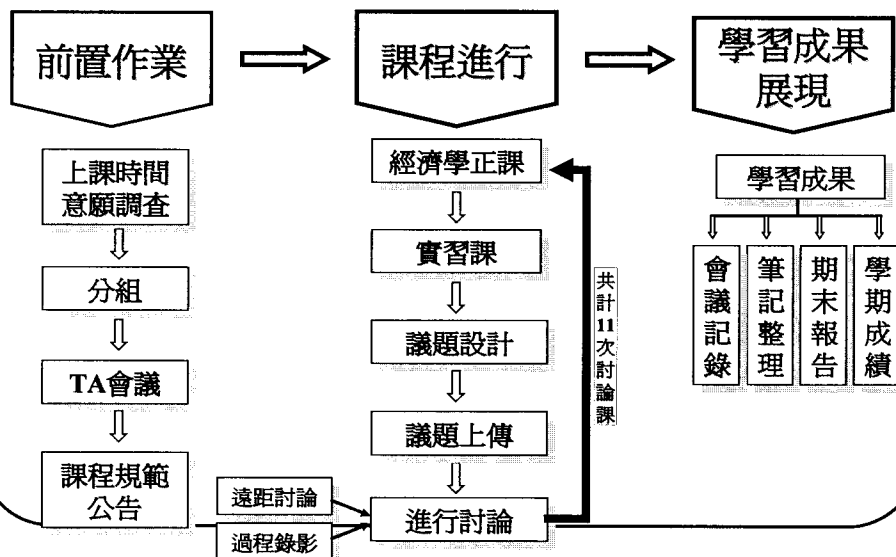 前置作業
課程進行
學習成果
展現
上課時間
意願調查
分組
TA會議
課程規範
公告
經濟學正課
實習課
議題設計
議題上傳
進行討論
遠距討論
過程錄影
共計11次討論課
學習成果
會議記錄
筆記整理
期末報告
學期成績